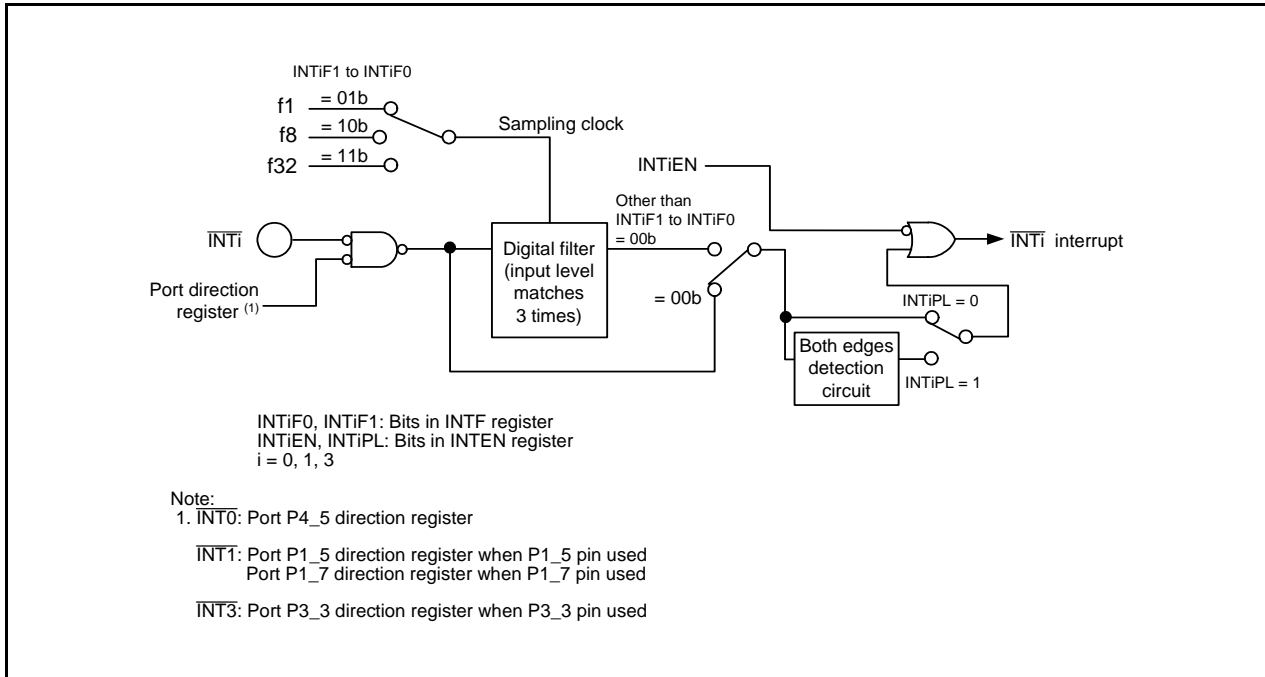 INTiF1 to INTiF0
f1
= 01b
f8
= 10b
f32
= 11b
Sampling clock
INTiEN
Other than
INTiF1 to INTiF0
= 00b
INTi
Digital filter
(input level
matches
3 times)
INTi interrupt
Port direction
register (1)
= 00b
INTiPL = 0
Both edges
detection
circuit
INTiPL = 1
INTiF0, INTiF1: Bits in INTF register
INTiEN, INTiPL: Bits in INTEN register
i = 0, 1, 3
Note:
1. INT0: Port P4_5 direction register
INT1: Port P1_5 direction register when P1_5 pin used
Port P1_7 direction register when P1_7 pin used
INT3: Port P3_3 direction register when P3_3 pin used